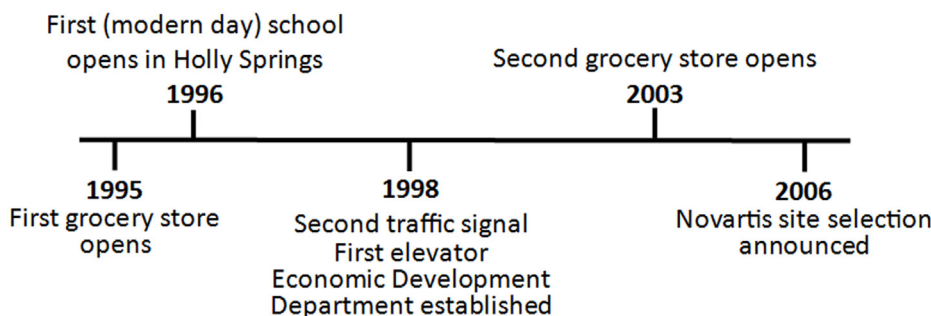 First (modern day) school
opens in Holly Springs
1996
Second grocery store opens
2003
1995
First grocery store
opens
1998
Second traffic signal
First elevator
Economic Development
Department established
2006
Novartis site selection
announced